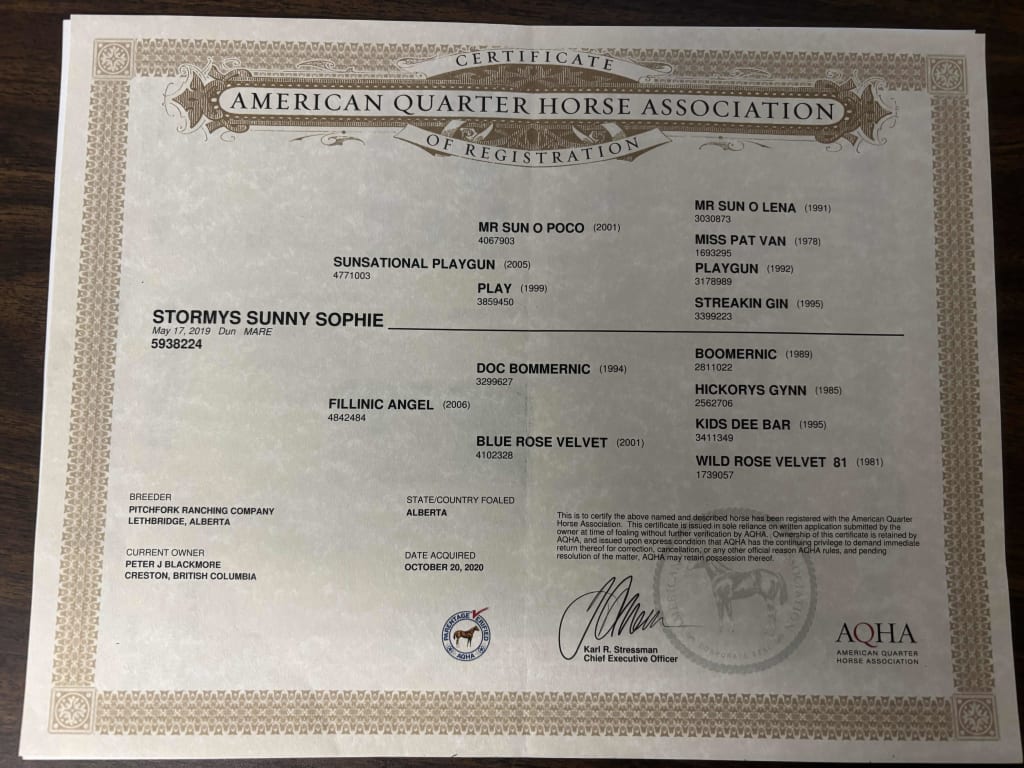 CERTIFICATE
AMERICAN QUARTER HORSE ASSOCIATION
OF REGISTRATION
MR SUN O LENA (1991)
3030873
MR SUN O POCO (2001)
4067903
MISS PAT VAN (1978)
1693295
SUNSATIONAL PLAYGUN (2005)
4771003
PLAYGUN (1992)
3178989
PLAY (1999)
3859450
STREAKIN GIN (1995)
3399223
STORMYS SUNNY SOPHIE
May 17, 2019 Dun MARE
5938224
BOOMERNIC (1989)
2811022
DOC BOMMERNIC (1994)
3299627
HICKORYS GYNN (1985)
2562706
FILLINIC ANGEL (2006)
4842484
KIDS DEE BAR (1995)
3411349
BLUE ROSE VELVET (2001)
4102328
WILD ROSE VELVET 81 (1981)
1739057
BREEDER
PITCHFORK RANCHING COMPANY
LETHBRIDGE, ALBERTA
STATE/COUNTRY FOALED
ALBERTA
CURRENT OWNER
PETER J BLACKMORE
CRESTON, BRITISH COLUMBIA
DATE ACQUIRED
OCTOBER 20, 2020
This is to certify the above named and described horse has been registered with the American Quarter
Horse Association. This certificate is issued in sole reliance on written application submitted by the
owner at time of foaling without further verification by AQHA. Ownership of this certificate is retained by
AQHA, and issued upon express condition that AQHA has the continuing privilege to demand immediate
return thereof for correction, cancellation, or any other official reason AQHA rules, and pending
resolution of the matter, AQHA may retain possession thereof.
PARENTAGE VERIFIED
AQHA
Karl R. Stressman
Chief Executive Officer
CORPORATE SEAL
AQHA
AMERICAN QUARTER
HORSE ASSOCIATION